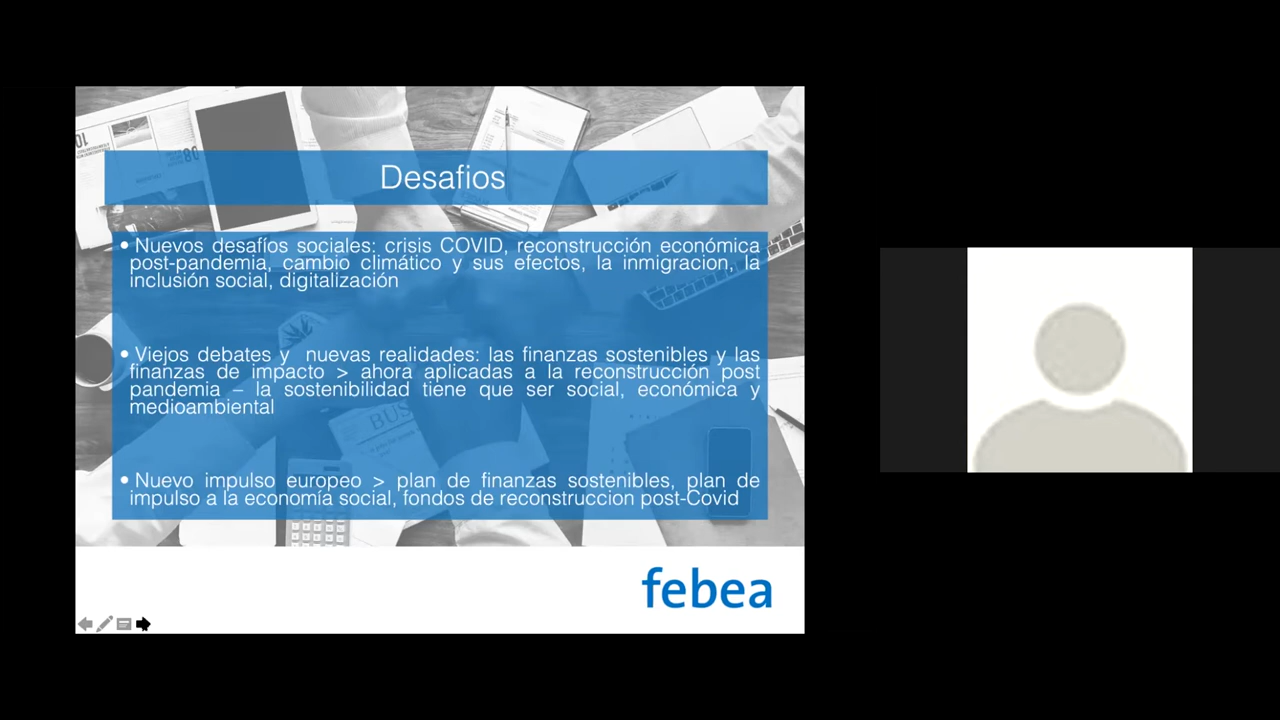 Desafios
• Nuevos desafíos sociales: crisis COVID, reconstrucción económica
post-pandemia, cambio climático y sus efectos, la inmigracion, la
inclusión social, digitalización
• Viejos debates y nuevas realidades: las finanzas sostenibles y las
finanzas de impacto > ahora aplicadas a la reconstrucción post
pandemia – la sostenibilidad tiene que ser social, económica y
medioambiental
BUS
• Nuevo impulso europeo > plan de finanzas sostenibles, plan de
impulso a la economía social, fondos de reconstruccion post-Covid
febea